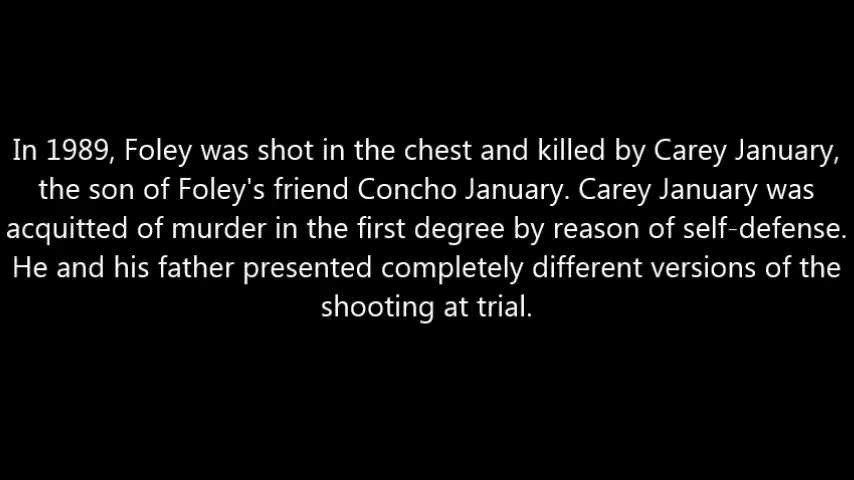 In 1989, Foley was shot in the chest and killed by Carey January,
the son of Foley's friend Concho January. Carey January was
acquitted of murder in the first degree by reason of self-defense.
He and his father presented completely different versions of the
shooting at trial.